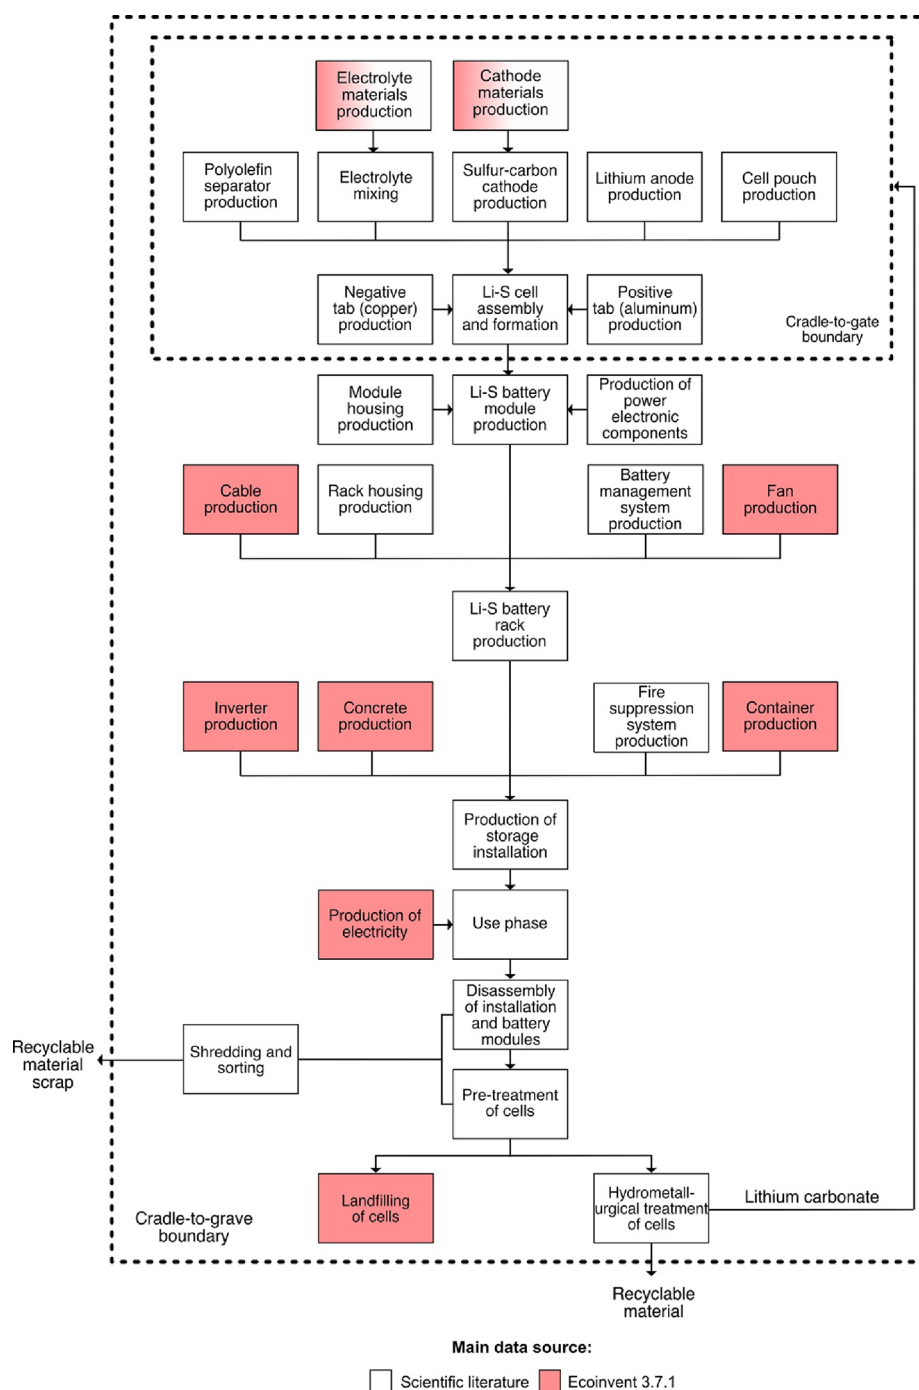 Electrolyte
materials
production
Cathode
materials
production
Polyolefin
separator
production
Electrolyte
mixing
Sulfur-carbon
cathode
production
Lithium anode
production
Cell pouch
production
Negative
tab (copper)
production
Li-S cell
assembly
and formation
Positive
tab (aluminum)
production
Cradle-to-gate
boundary
Module
housing
production
Li-S battery
module
production
Production of
power
electronic
components
Cable
production
Rack housing
production
Battery
management
system
production
Fan
production
Li-S battery
rack
production
Inverter
production
Concrete
production
Fire
suppression
system
production
Container
production
Production of
storage
installation
Production of
electricity
Use phase
Disassembly
of installation
and battery
modules
Recyclable
material
scrap
Shredding and
sorting
Pre-treatment
of cells
Landfilling
of cells
Hydrometall-
urgical treatment
of cells
Lithium carbonate
Cradle-to-grave
boundary
Recyclable
material
Main data source:
Scientific literature
Ecoinvent 3.7.1